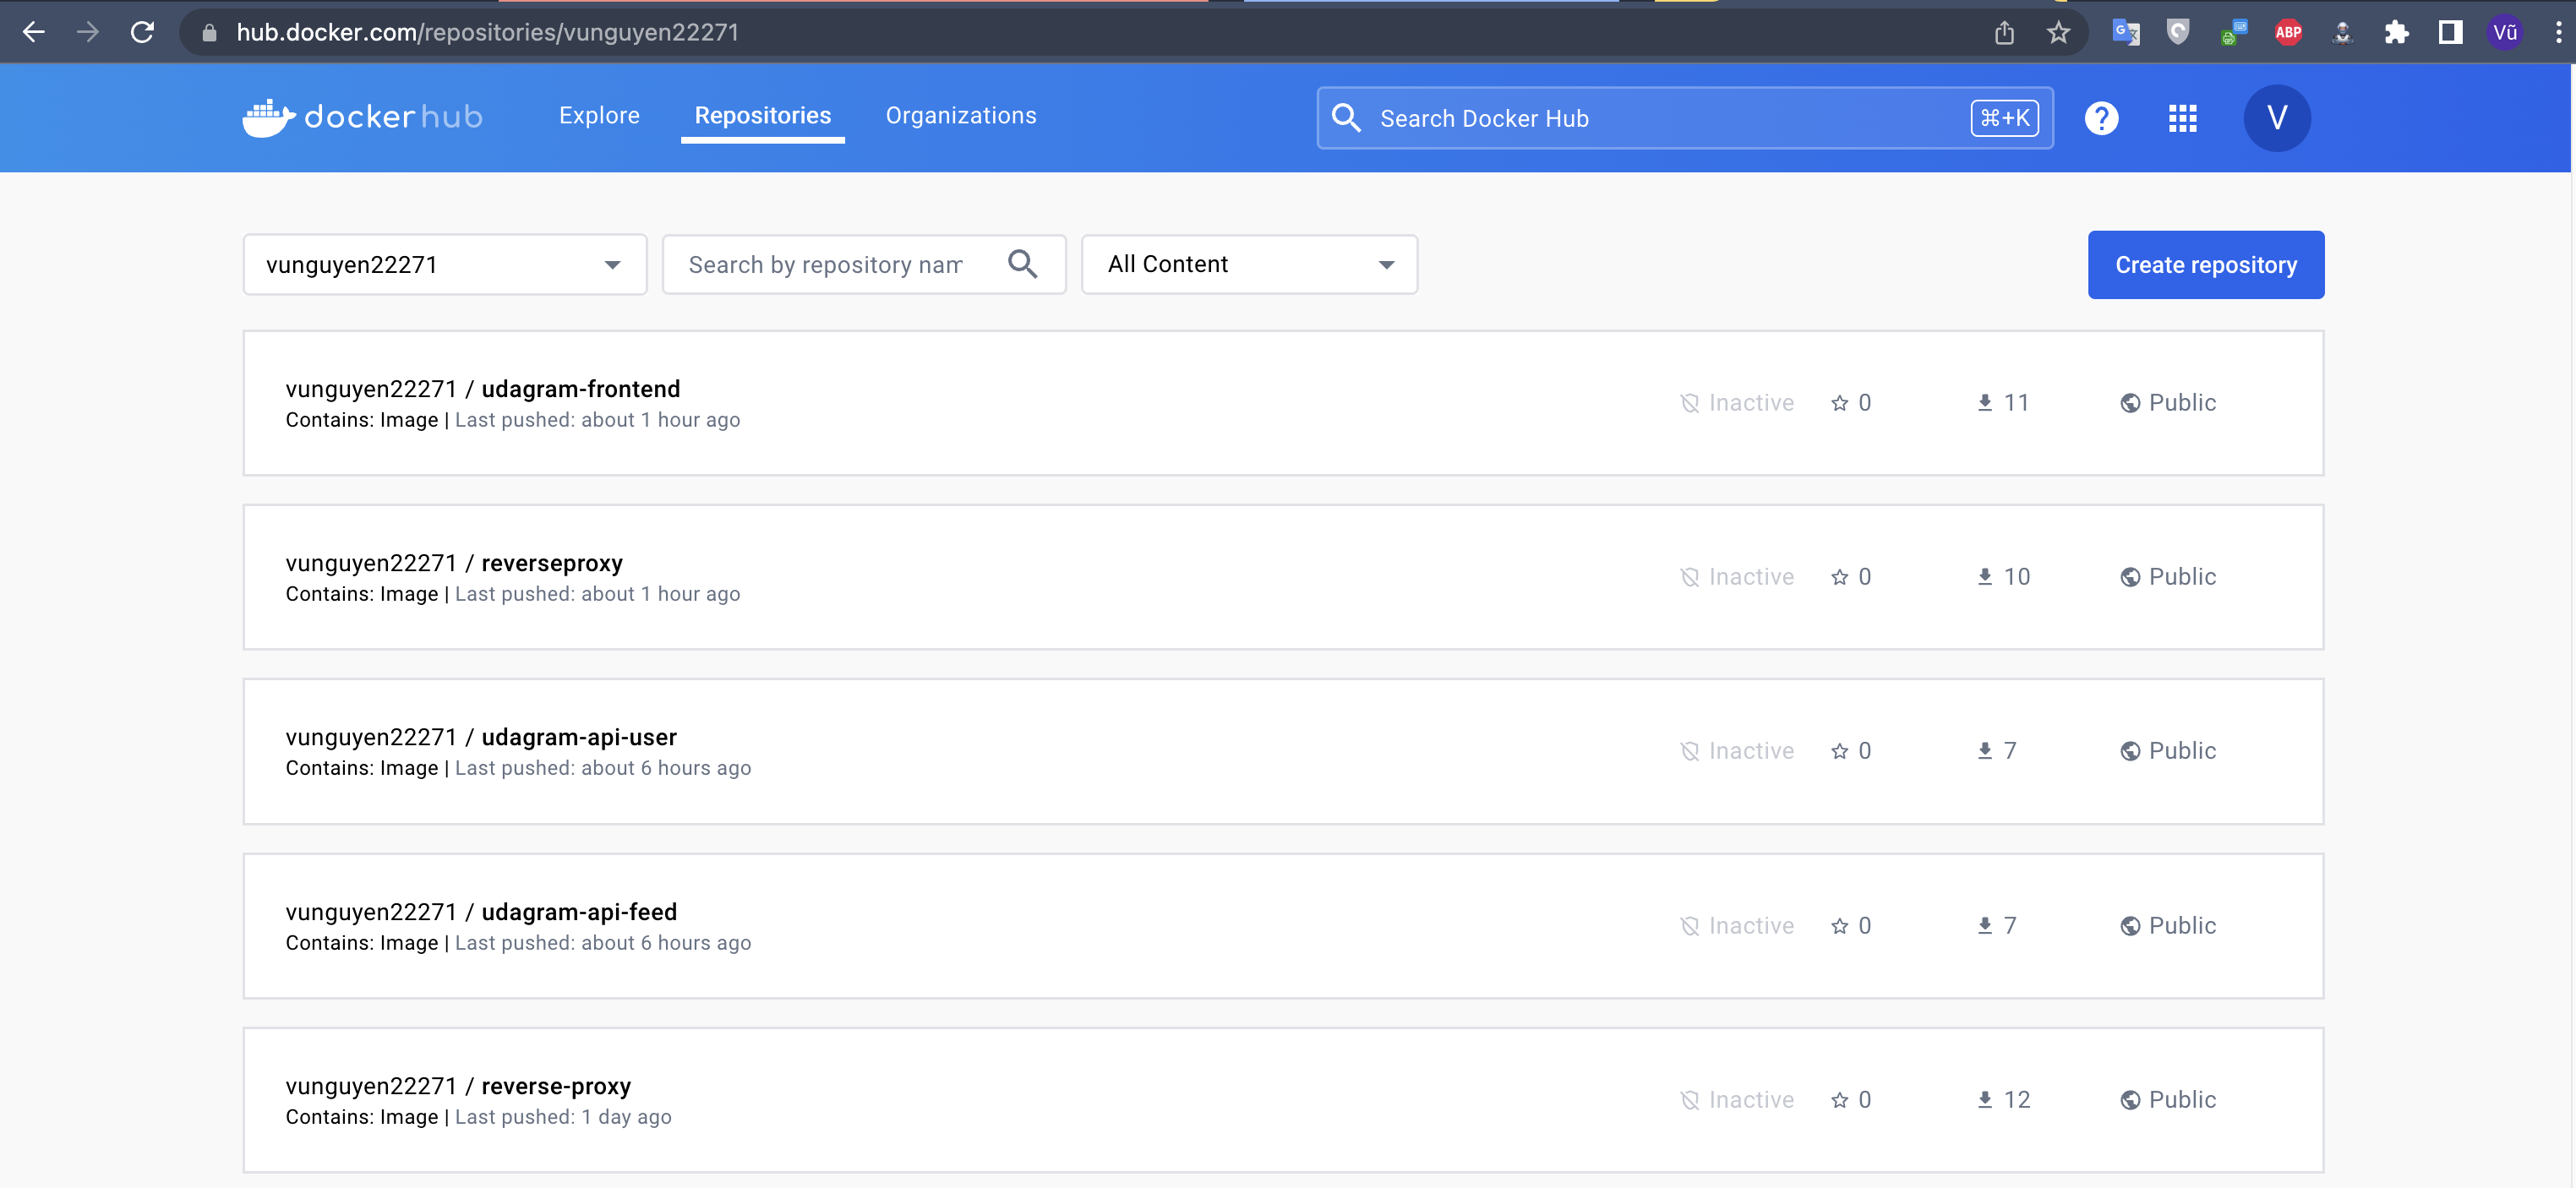 hub.docker.com/repositories/vunguyen22271
ABP
Vũ
docker hub
Explore
Repositories
Organizations
Search Docker Hub
⌘+K
?
V
vunguyen22271
Search by repository nam
All Content
Create repository
vunguyen22271 / udagram-frontend
Contains: Image | Last pushed: about 1 hour ago
Inactive
0
11
Public
vunguyen22271 / reverseproxy
Contains: Image | Last pushed: about 1 hour ago
Inactive
0
10
Public
vunguyen22271 / udagram-api-user
Contains: Image | Last pushed: about 6 hours ago
Inactive
0
7
Public
vunguyen22271 / udagram-api-feed
Contains: Image | Last pushed: about 6 hours ago
Inactive
0
7
Public
vunguyen22271 / reverse-proxy
Contains: Image | Last pushed: 1 day ago
Inactive
0
12
Public